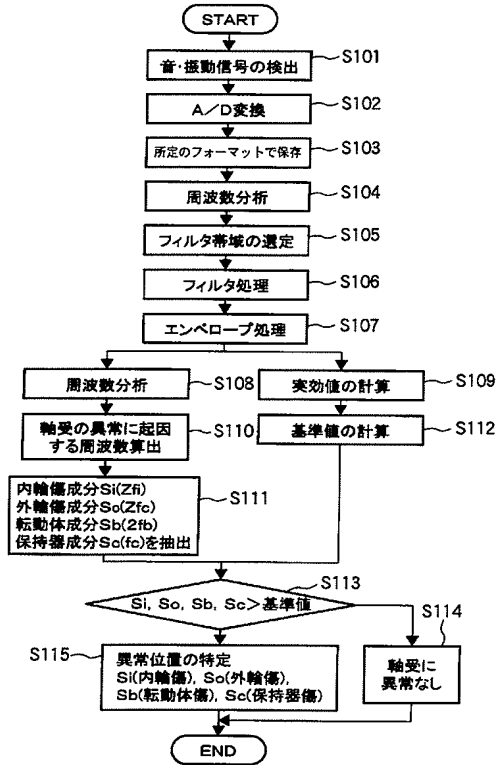 START
音・振動信号の検出
S101
A/D変換
S102
所定のフォーマットで保存
S103
周波数分析
S104
フィルタ帯域の選定
S105
フィルタ処理
S106
エンベロープ処理
S107
周波数分析
S108
実効値の計算
S109
軸受の異常に起因
する周波数算出
S110
基準値の計算
S112
内輪傷成分Si(Zfi)
外輪傷成分So(Zfc)
転動体成分Sb(2fb)
保持器成分Sc(fc)を抽出
S111
Si, So, Sb, Sc>基準値
S113
S114
軸受に
異常なし
S115
異常位置の特定
Si(内輪傷), So(外輪傷),
Sb(転動体傷), Sc(保持器傷)
END